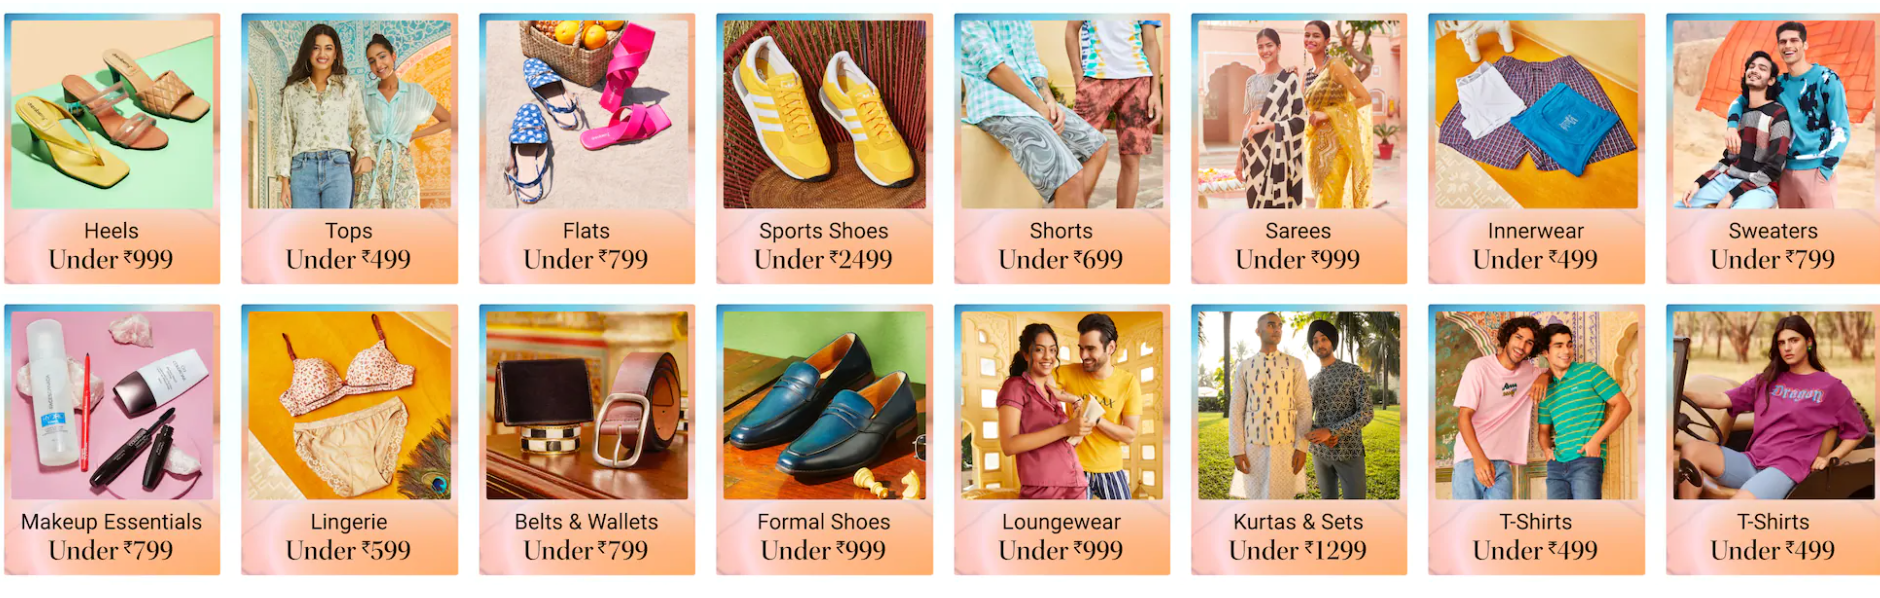 Heels
Under ₹999
Tops
Under ₹499
Flats
Under ₹799
Sports Shoes
Under ₹2499
Shorts
Under ₹699
Sarees
Under ₹999
Innerwear
Under ₹499
Sweaters
Under ₹799
Makeup Essentials
Under ₹799
Lingerie
Under ₹599
Belts & Wallets
Under ₹799
Formal Shoes
Under ₹999
Loungewear
Under ₹999
Kurtas & Sets
Under ₹1299
T-Shirts
Under ₹499
Dragon
T-Shirts
Under ₹499